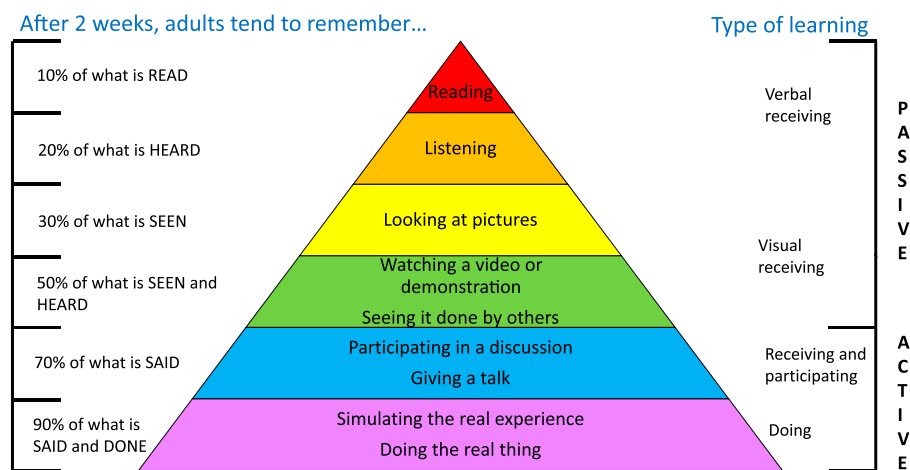 After 2 weeks, adults tend to remember…
Type of learning
10% of what is READ
20% of what is HEARD
30% of what is SEEN
50% of what is SEEN and
HEARD
70% of what is SAID
90% of what is
SAID and DONE
Reading
Listening
Looking at pictures
Watching a video or
demonstration
Seeing it done by others
Participating in a discussion
Giving a talk
Simulating the real experience
Doing the real thing
Verbal
receiving
Visual
receiving
Receiving and
participating
Doing
PASSIVE
ACTIVE